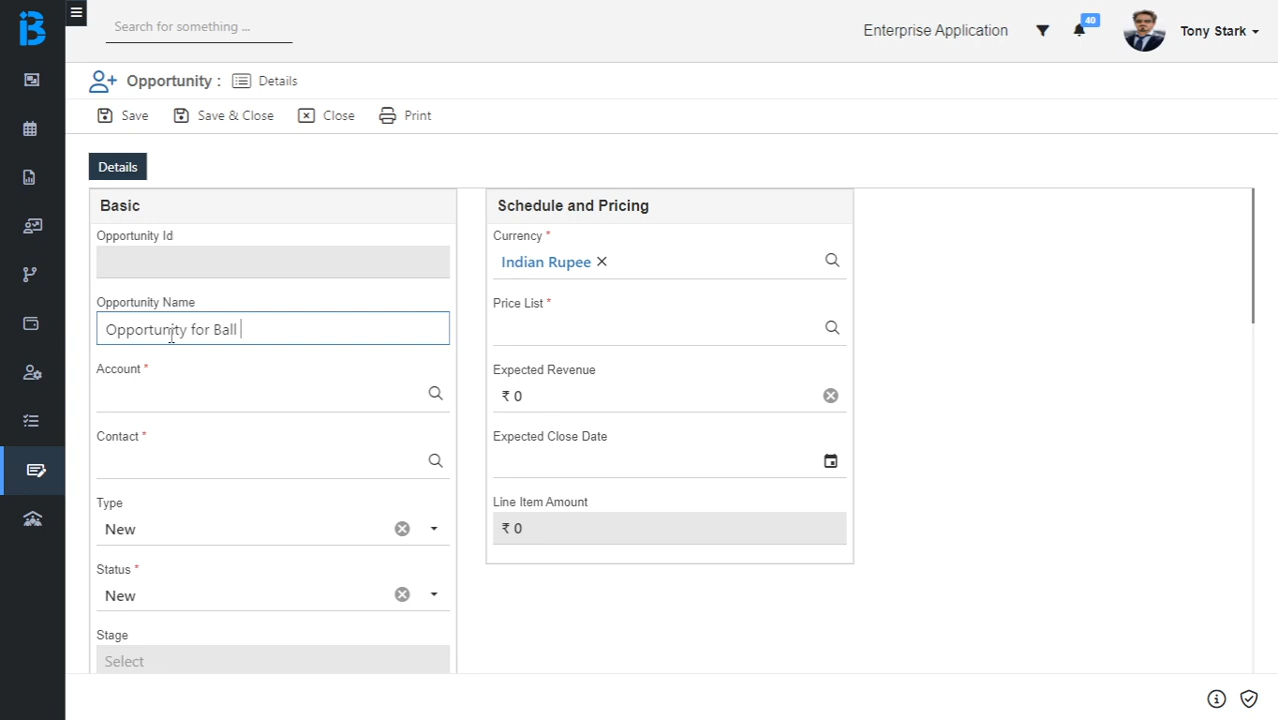 Search for something ...
Enterprise Application
40
Tony Stark
Opportunity :
Details
Save
Save & Close
Close
Print
Details
Basic
Opportunity Id
Opportunity Name
Opportunity for Ball
Account *
Contact *
Type
New
Status *
New
Stage
Select
Schedule and Pricing
Currency *
Indian Rupee
Price List *
Expected Revenue
₹ 0
Expected Close Date
Line Item Amount
₹ 0